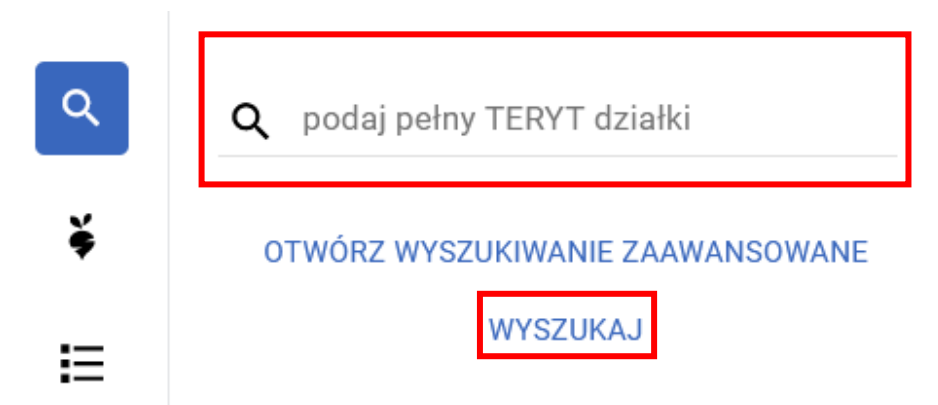 podaj pełny TERYT działki
OTWÓRZ WYSZUKIWANIE ZAAWANSOWANE
WYSZUKAJ